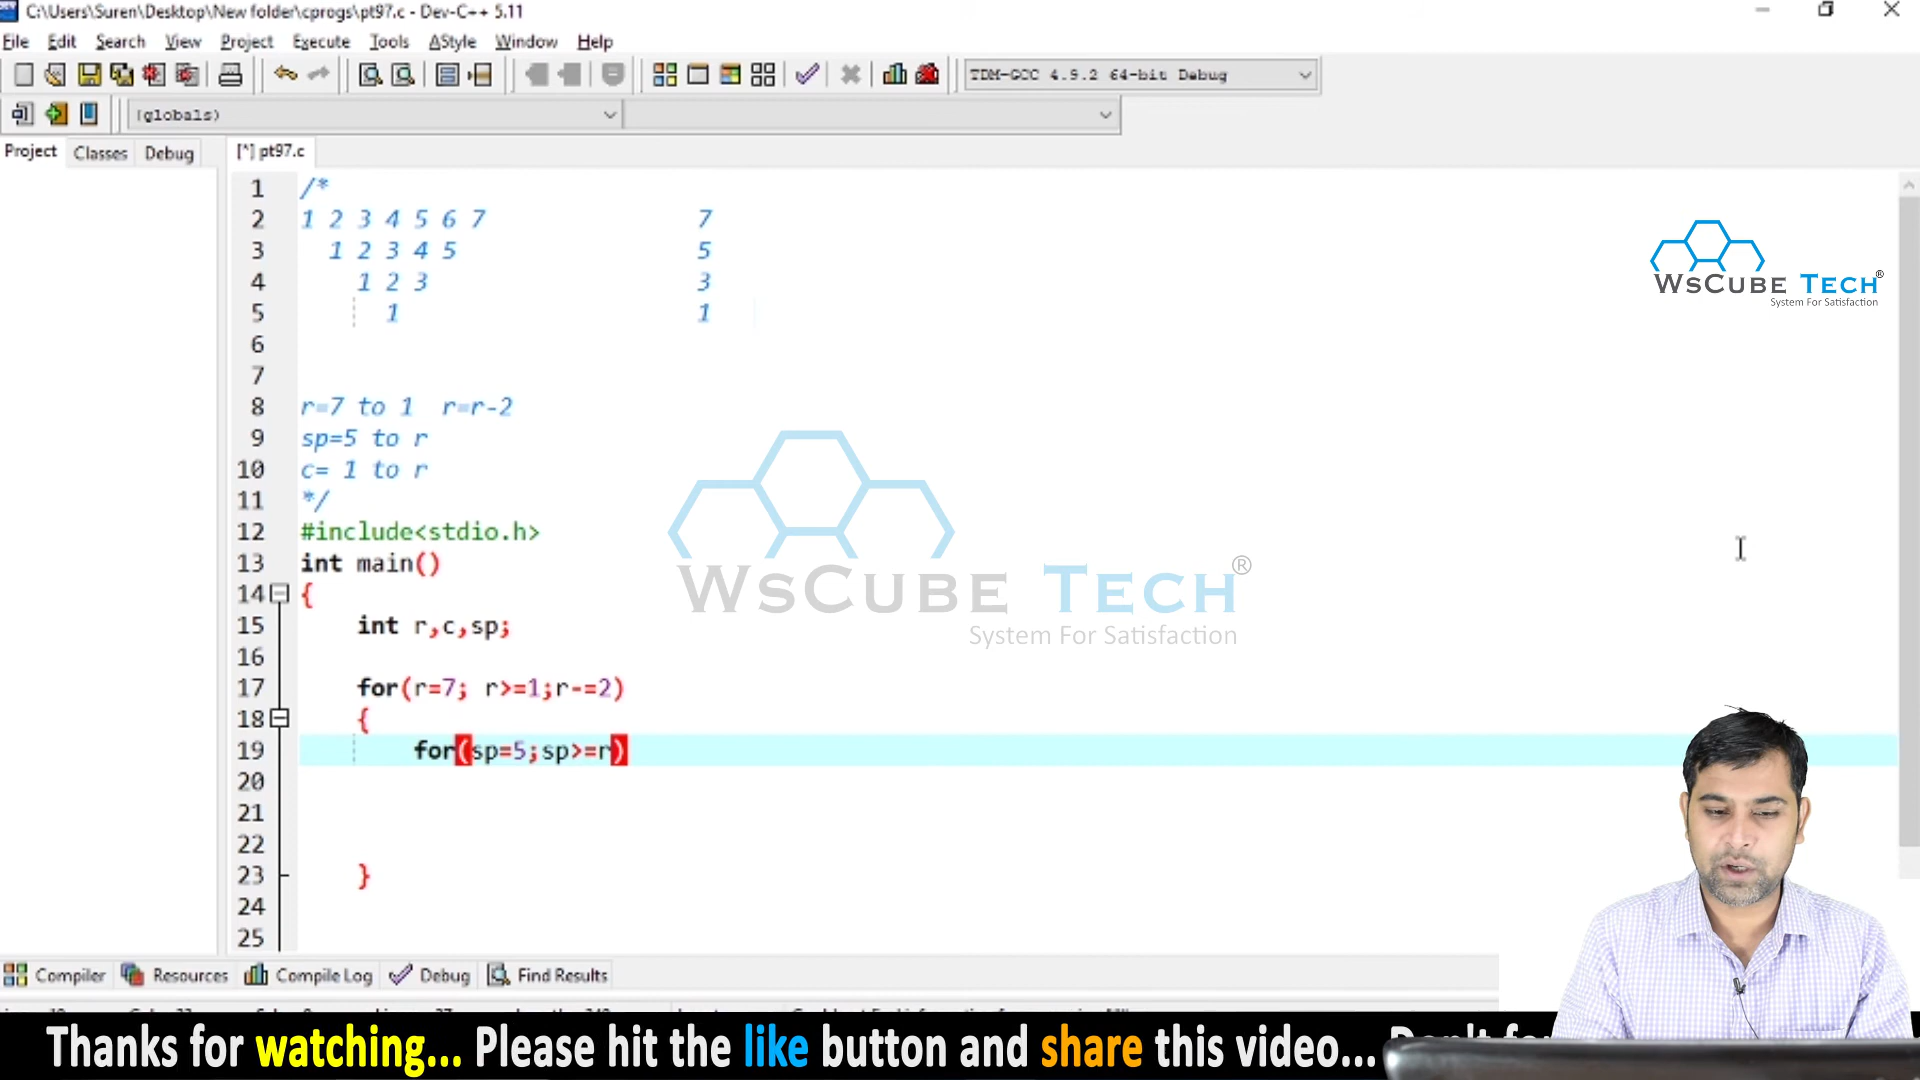 C:\Users\Suren\Desktop\New folder\cprogs\pt97.c - Dev-C++ 5.11
File Edit Search View Project Execute Tools AStyle Window Help
TDM-GCC 4.9.2 64-bit Debug
(globals)
Project Classes Debug [*] pt97.c
1 /*
2 1 2 3 4 5 6 7 7
3 1 2 3 4 5 5
4 1 2 3 3
5 1 1
6
7
8 r=7 to 1 r=r-2
9 sp=5 to r
10 c= 1 to r
11 */
12 #include<stdio.h>
13 int main()
14 {
15 int r,c,sp;
16
17 for(r=7; r>=1;r-=2)
18 {
19 for(sp=5;sp>=r)
20
21
22
23 }
24
25
WsCube Tech®
System For Satisfaction
WsCube Tech®
System For Satisfaction
Compiler Resources Compile Log Debug Find Results
Thanks for watching... Please hit the like button and share this video... Don't